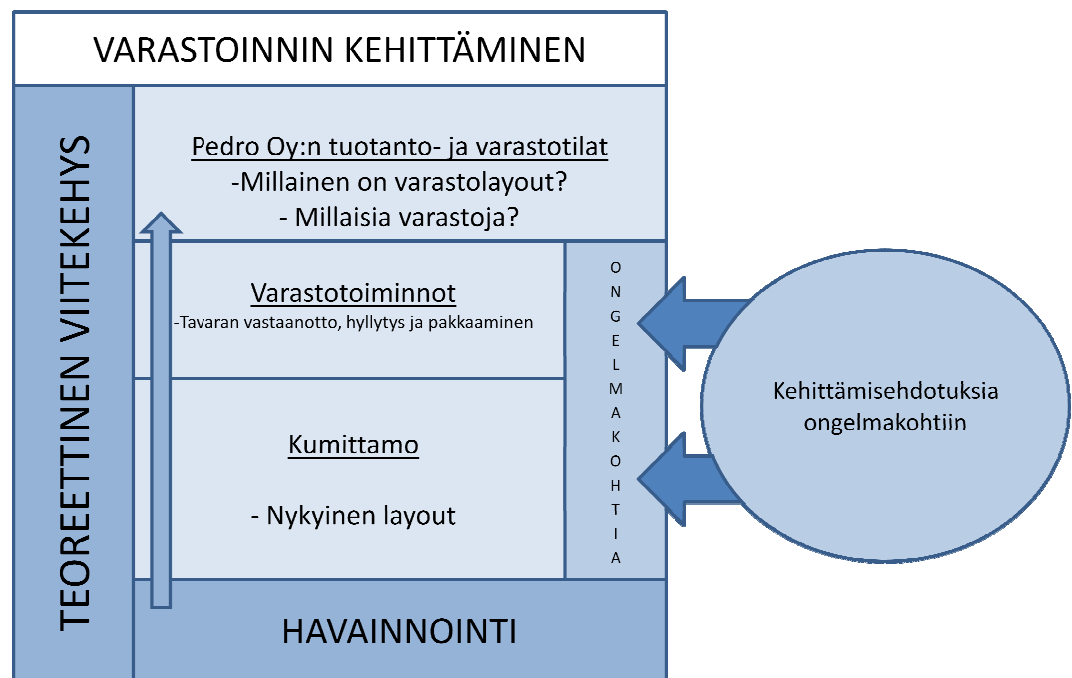 VARASTOINNIN KEHITTÄMINEN
TEOREETTINEN VIITEKEHYS
Pedro Oy:n tuotanto- ja varastotilat
-Millainen on varastolayout?
- Millaisia varastoja?
Varastotoiminnot
-Tavaran vastaanotto, hyllytys ja pakkaaminen
Kumittamo
- Nykyinen layout
ONGELMAKOHTIA
Kehittämisehdotuksia
ongelmakohtiin
HAVAINNOINTI